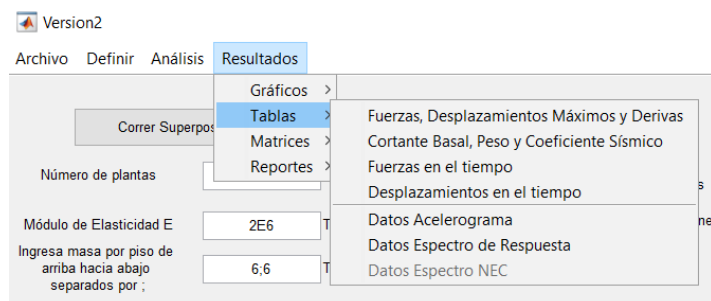 Version2
Archivo Definir Análisis Resultados
Gráficos
Tablas
Matrices
Reportes
Fuerzas, Desplazamientos Máximos y Derivas
Cortante Basal, Peso y Coeficiente Sísmico
Fuerzas en el tiempo
Desplazamientos en el tiempo
Datos Acelerograma
Datos Espectro de Respuesta
Datos Espectro NEC
Correr
Número de plantas
Módulo de Elasticidad E 2E6 T
Ingresa masa por piso de
arriba hacia abajo 6;6 T
separados por ;